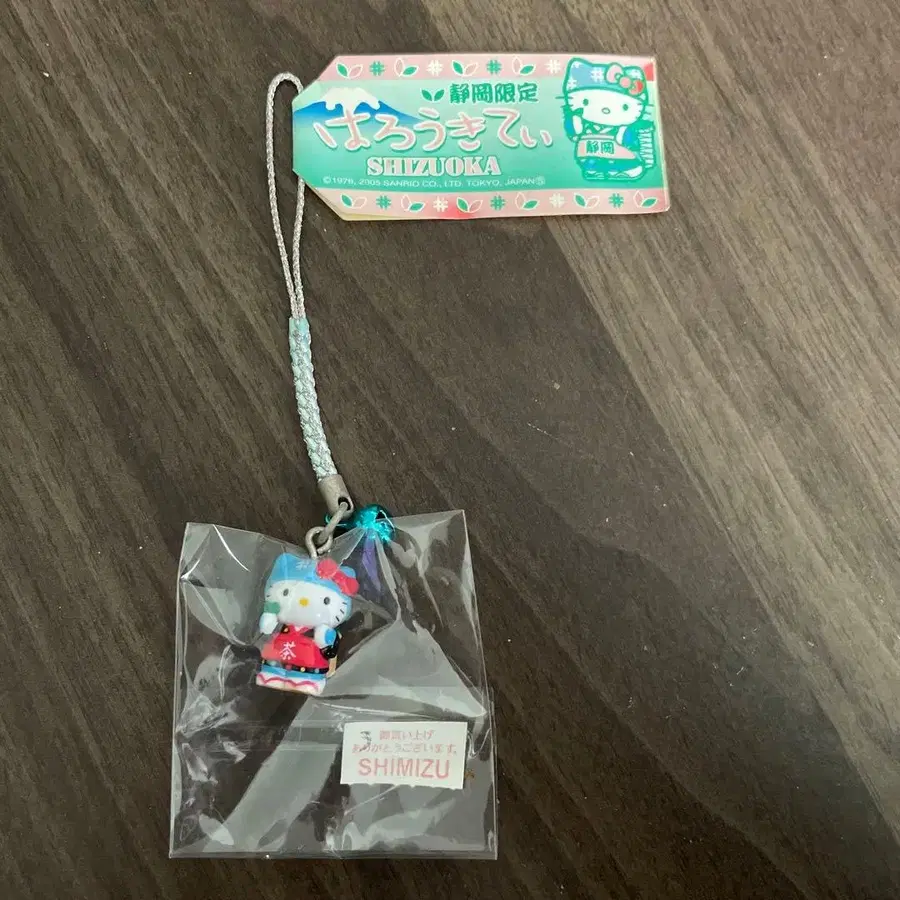 静岡限定
はろうきてぃ
SHIZUOKA
©1976, 2005 SANRIO CO., LTD. TOKYO, JAPAN
静岡
茶
御買い上げ
ありがとうございます。
SHIMIZU